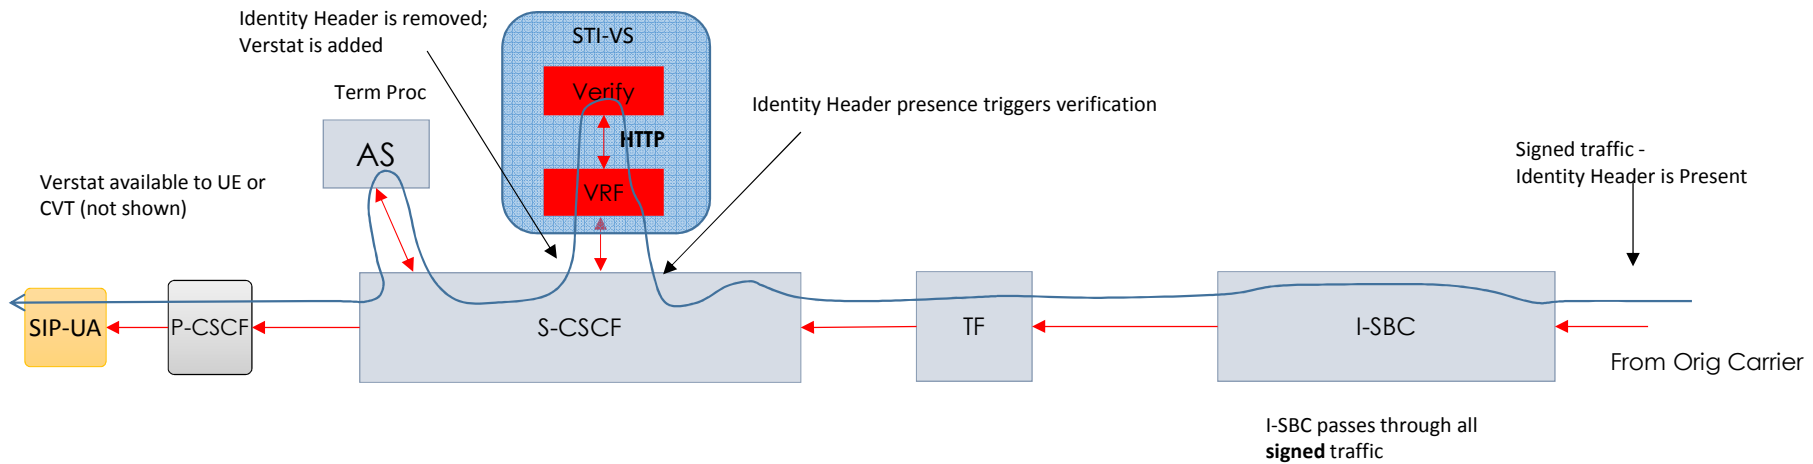 Identity Header is removed;
Verstat is added
STI-VS
Verify
Term Proc
Identity Header presence triggers verification
HTTP
AS
Signed traffic -
Identity Header is Present
Verstat available to UE or
CVT (not shown)
VRF
SIP-UA
P-CSCF
S-CSCF
TF
I-SBC
From Orig Carrier
I-SBC passes through all
signed traffic